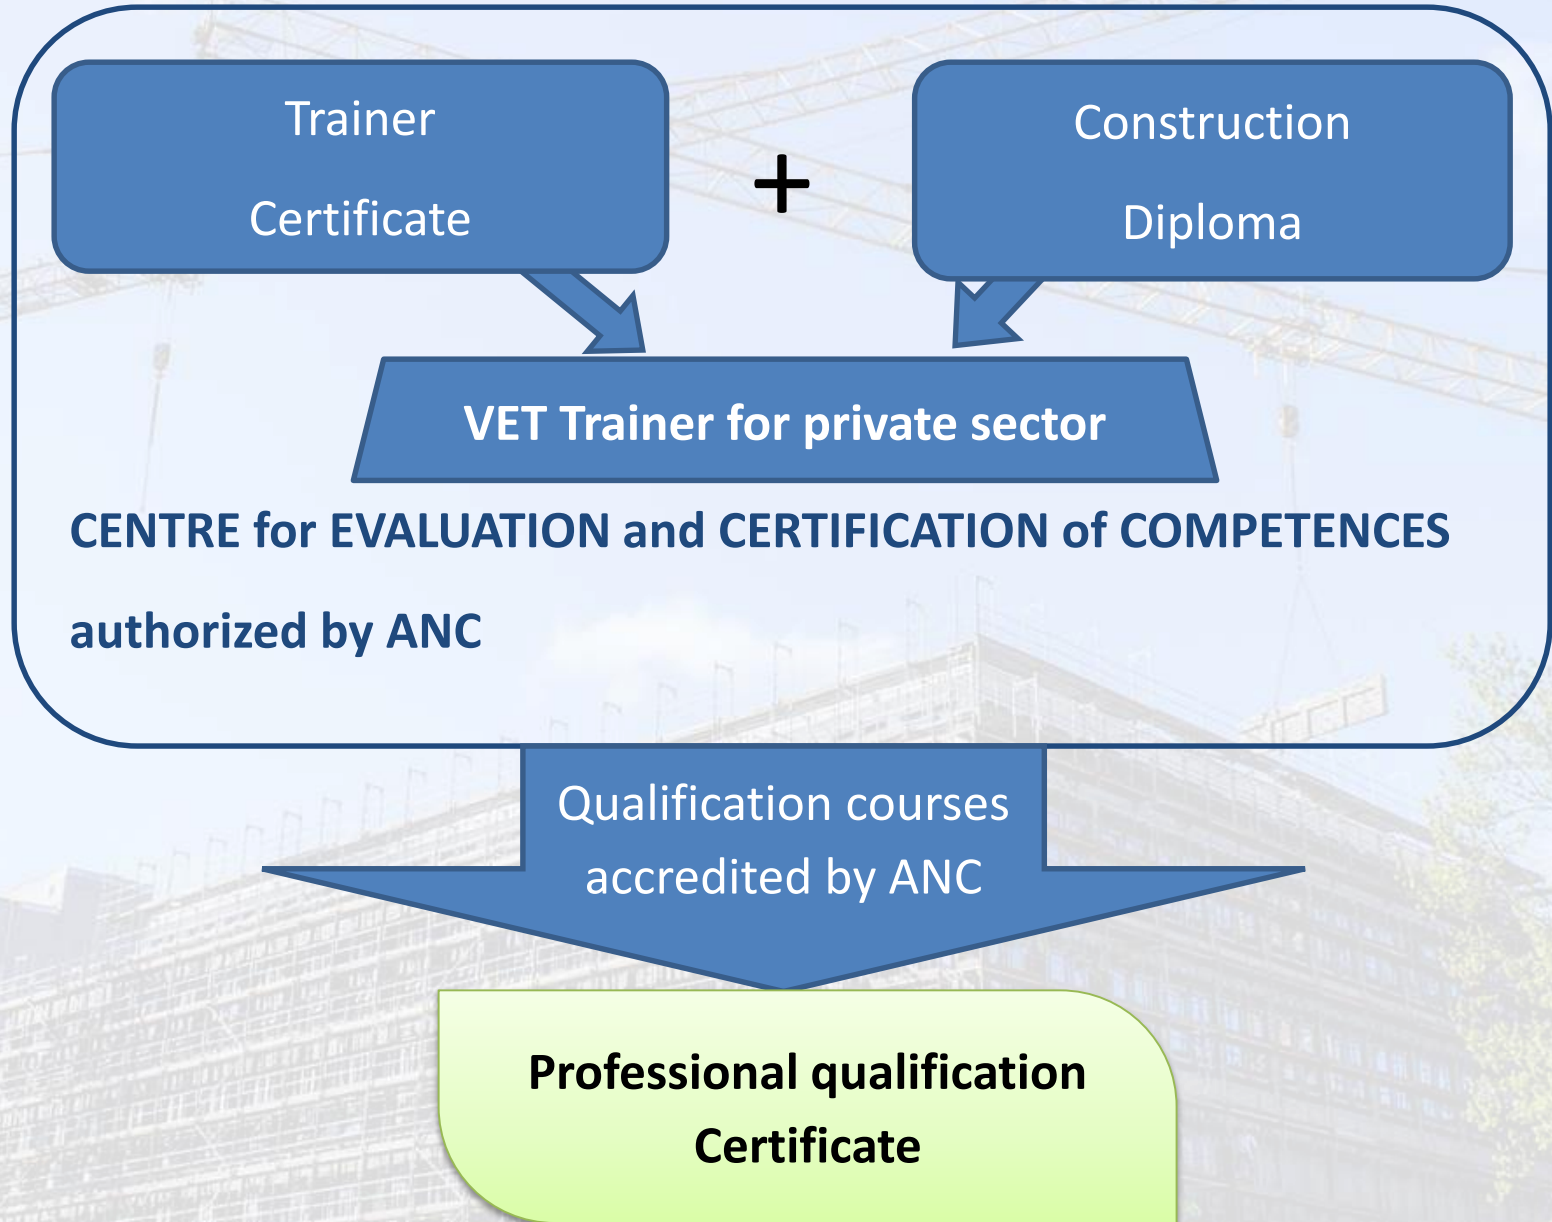 Trainer
Certificate
+
Construction
Diploma
VET Trainer for private sector
CENTRE for EVALUATION and CERTIFICATION of COMPETENCES
authorized by ANC
Qualification courses
accredited by ANC
Professional qualification
Certificate